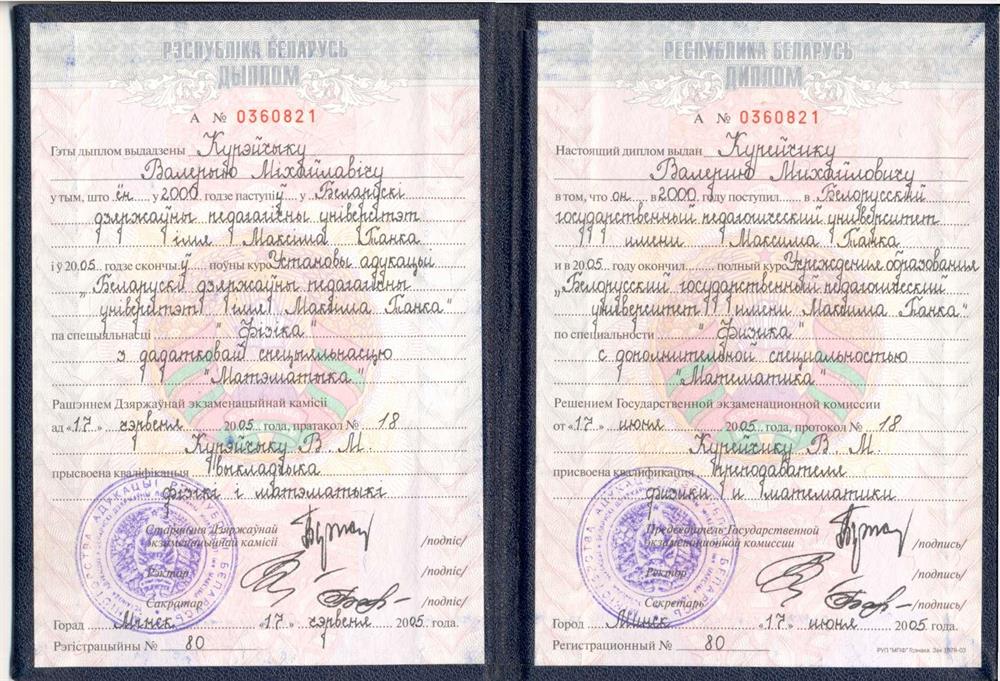 РЭСПУБЛІКА БЕЛАРУСЬ
ДЫПЛОМ
А № 0360821
Гэты дыплом выдадзены Курэйчыку
Валерыю Міхайлавічу
у тым, што ён у 2000 годзе паступіў у Беларускі
дзяржаўны педагагічны універсітэт
імя Максіма Танка
і ў 2005 годзе скончыў поўны курс Установы адукацыі
„Беларускі дзяржаўны педагагічны
універсітэт імя Максіма Танка“
па спецыяльнасці "Фізіка"
з дадатковай спецыяльнасцю
"Матэматыка"
Рашэннем Дзяржаўнай экзаменацыйнай камісіі
ад «17» чэрвеня 2005 года, пратакол № 18
Курэйчыку В. М.
прысвоена кваліфікацыя выкладчыка
фізікі і матэматыкі
Старшыня Дзяржаўнай
экзаменацыйнай камісіі /подпіс/
Рэктар /подпіс/
Сакратар /подпіс/
Горад Мінск «17» чэрвеня 2005 года.
Рэгістрацыйны № 80
РЕСПУБЛИКА БЕЛАРУСЬ
ДИПЛОМ
А № 0360821
Настоящий диплом выдан Курейчику
Валерию Михайловичу
в том, что он в 2000 году поступил в Белорусский
государственный педагогический университет
имени Максима Танка
и в 2005 году окончил полный курс Учреждения образования
„Белорусский государственный педагогический
университет имени Максима Танка“
по специальности "Физика"
с дополнительной специальностью
"Математика"
Решением Государственной экзаменационной комиссии
от «17» июня 2005 года, протокол № 18
Курейчику В. М.
присвоена квалификация преподавателя
физики и математики
Председатель Государственной
экзаменационной комиссии /подпись/
Ректор /подпись/
Секретарь /подпись/
Город Минск «17» июня 2005 года.
Регистрационный № 80
РУП "МПФ" Гознака. Зак 1979-03